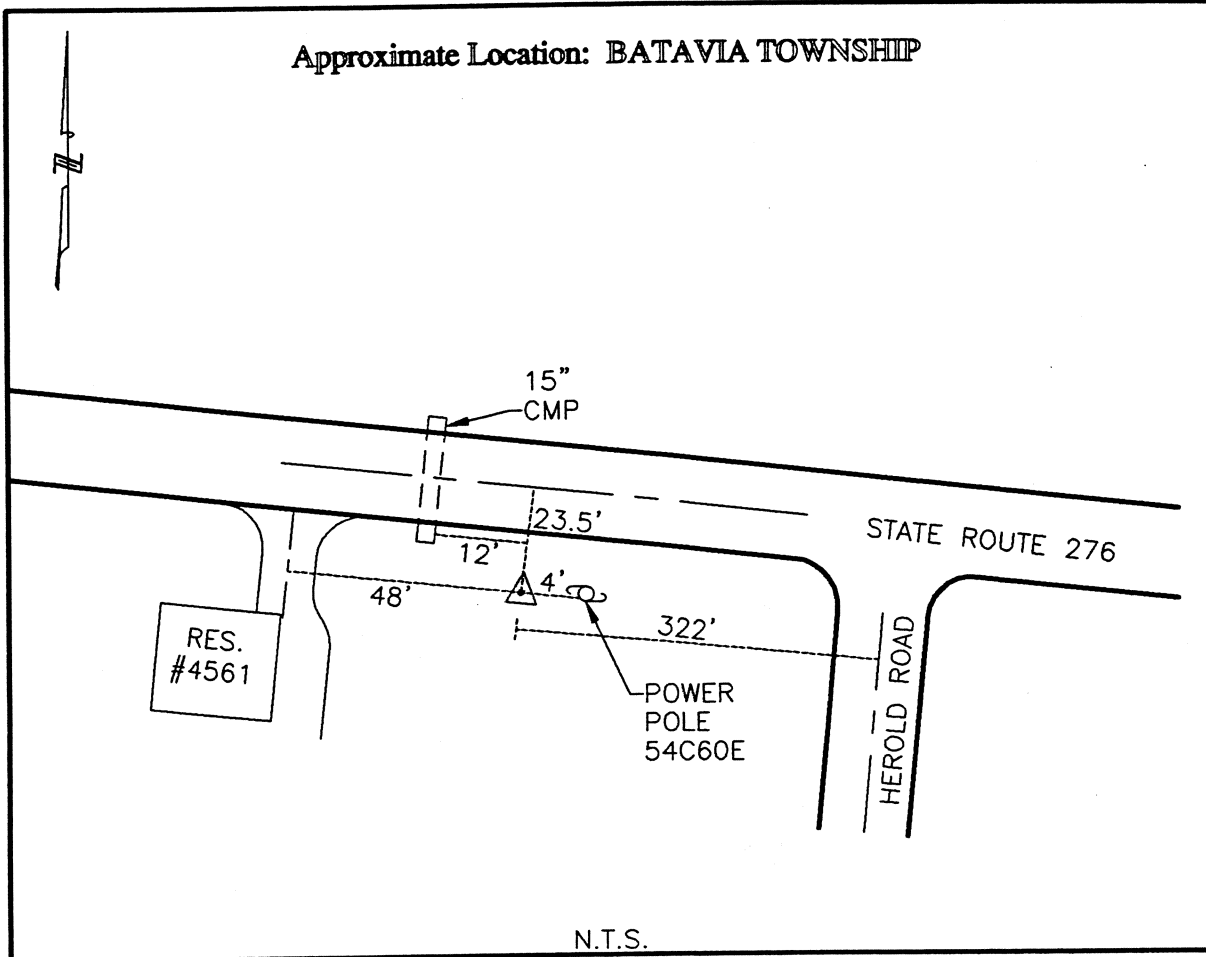 Approximate Location: BATAVIA TOWNSHIP
N
15"
CMP
23.5'
STATE ROUTE 276
12'
4'
48'
322'
RES.
#4561
HEROLD ROAD
POWER
POLE
54C60E
N.T.S.